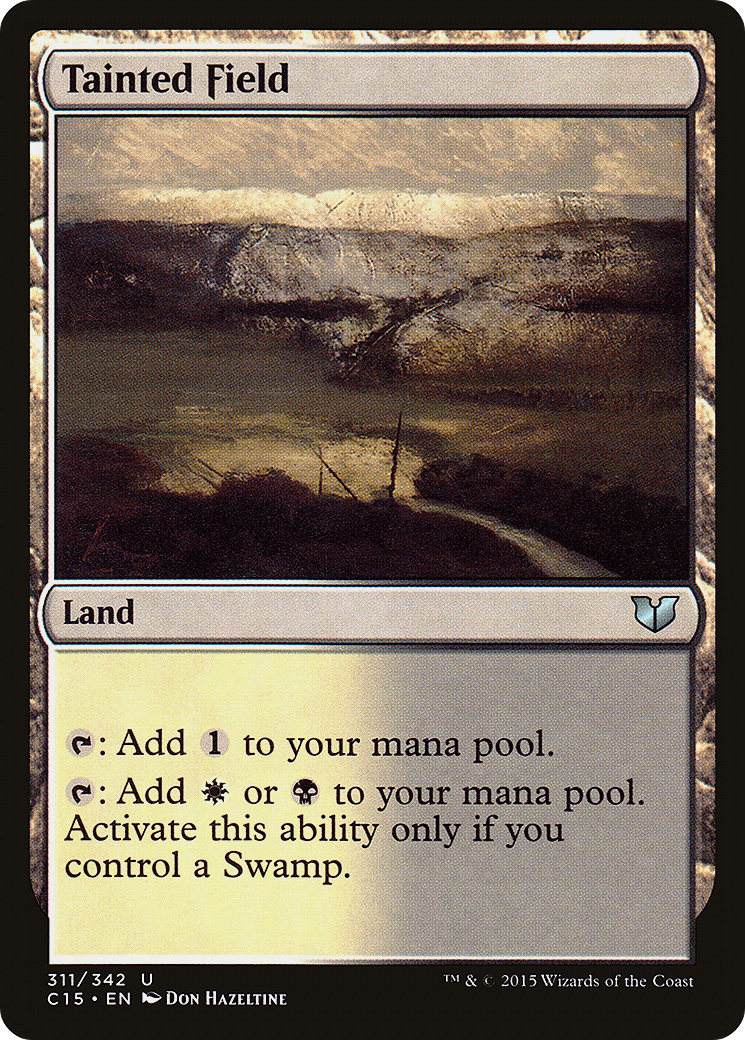 Tainted Field
Land
: Add 1 to your mana pool.
: Add or to your mana pool.
Activate this ability only if you
control a Swamp.
311/342 U
™ & © 2015 Wizards of the Coast
C15 • EN Don Hazeltine